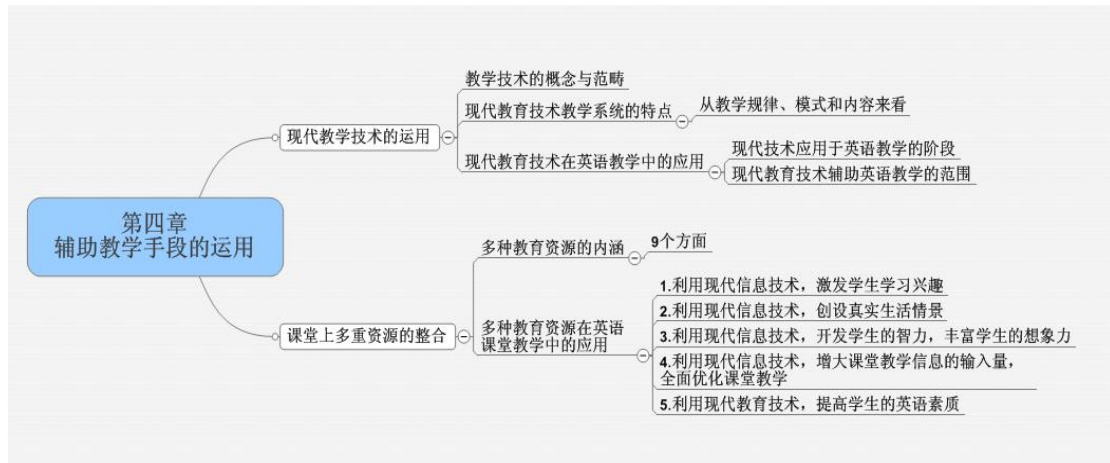 第四章
辅助教学手段的运用
现代教学技术的运用
教学技术的概念与范畴
现代教育技术教学系统的特点
从教学规律、模式和内容来看
现代教育技术在英语教学中的应用
现代技术应用于英语教学的阶段
现代教育技术辅助英语教学的范围
课堂上多重资源的整合
多种教育资源的内涵
9个方面
多种教育资源在英语
课堂教学中的应用
1.利用现代信息技术，激发学生学习兴趣
2.利用现代信息技术，创设真实生活情景
3.利用现代信息技术，开发学生的智力，丰富学生的想象力
4.利用现代信息技术，增大课堂教学信息的输入量，
全面优化课堂教学
5.利用现代教育技术，提高学生的英语素质